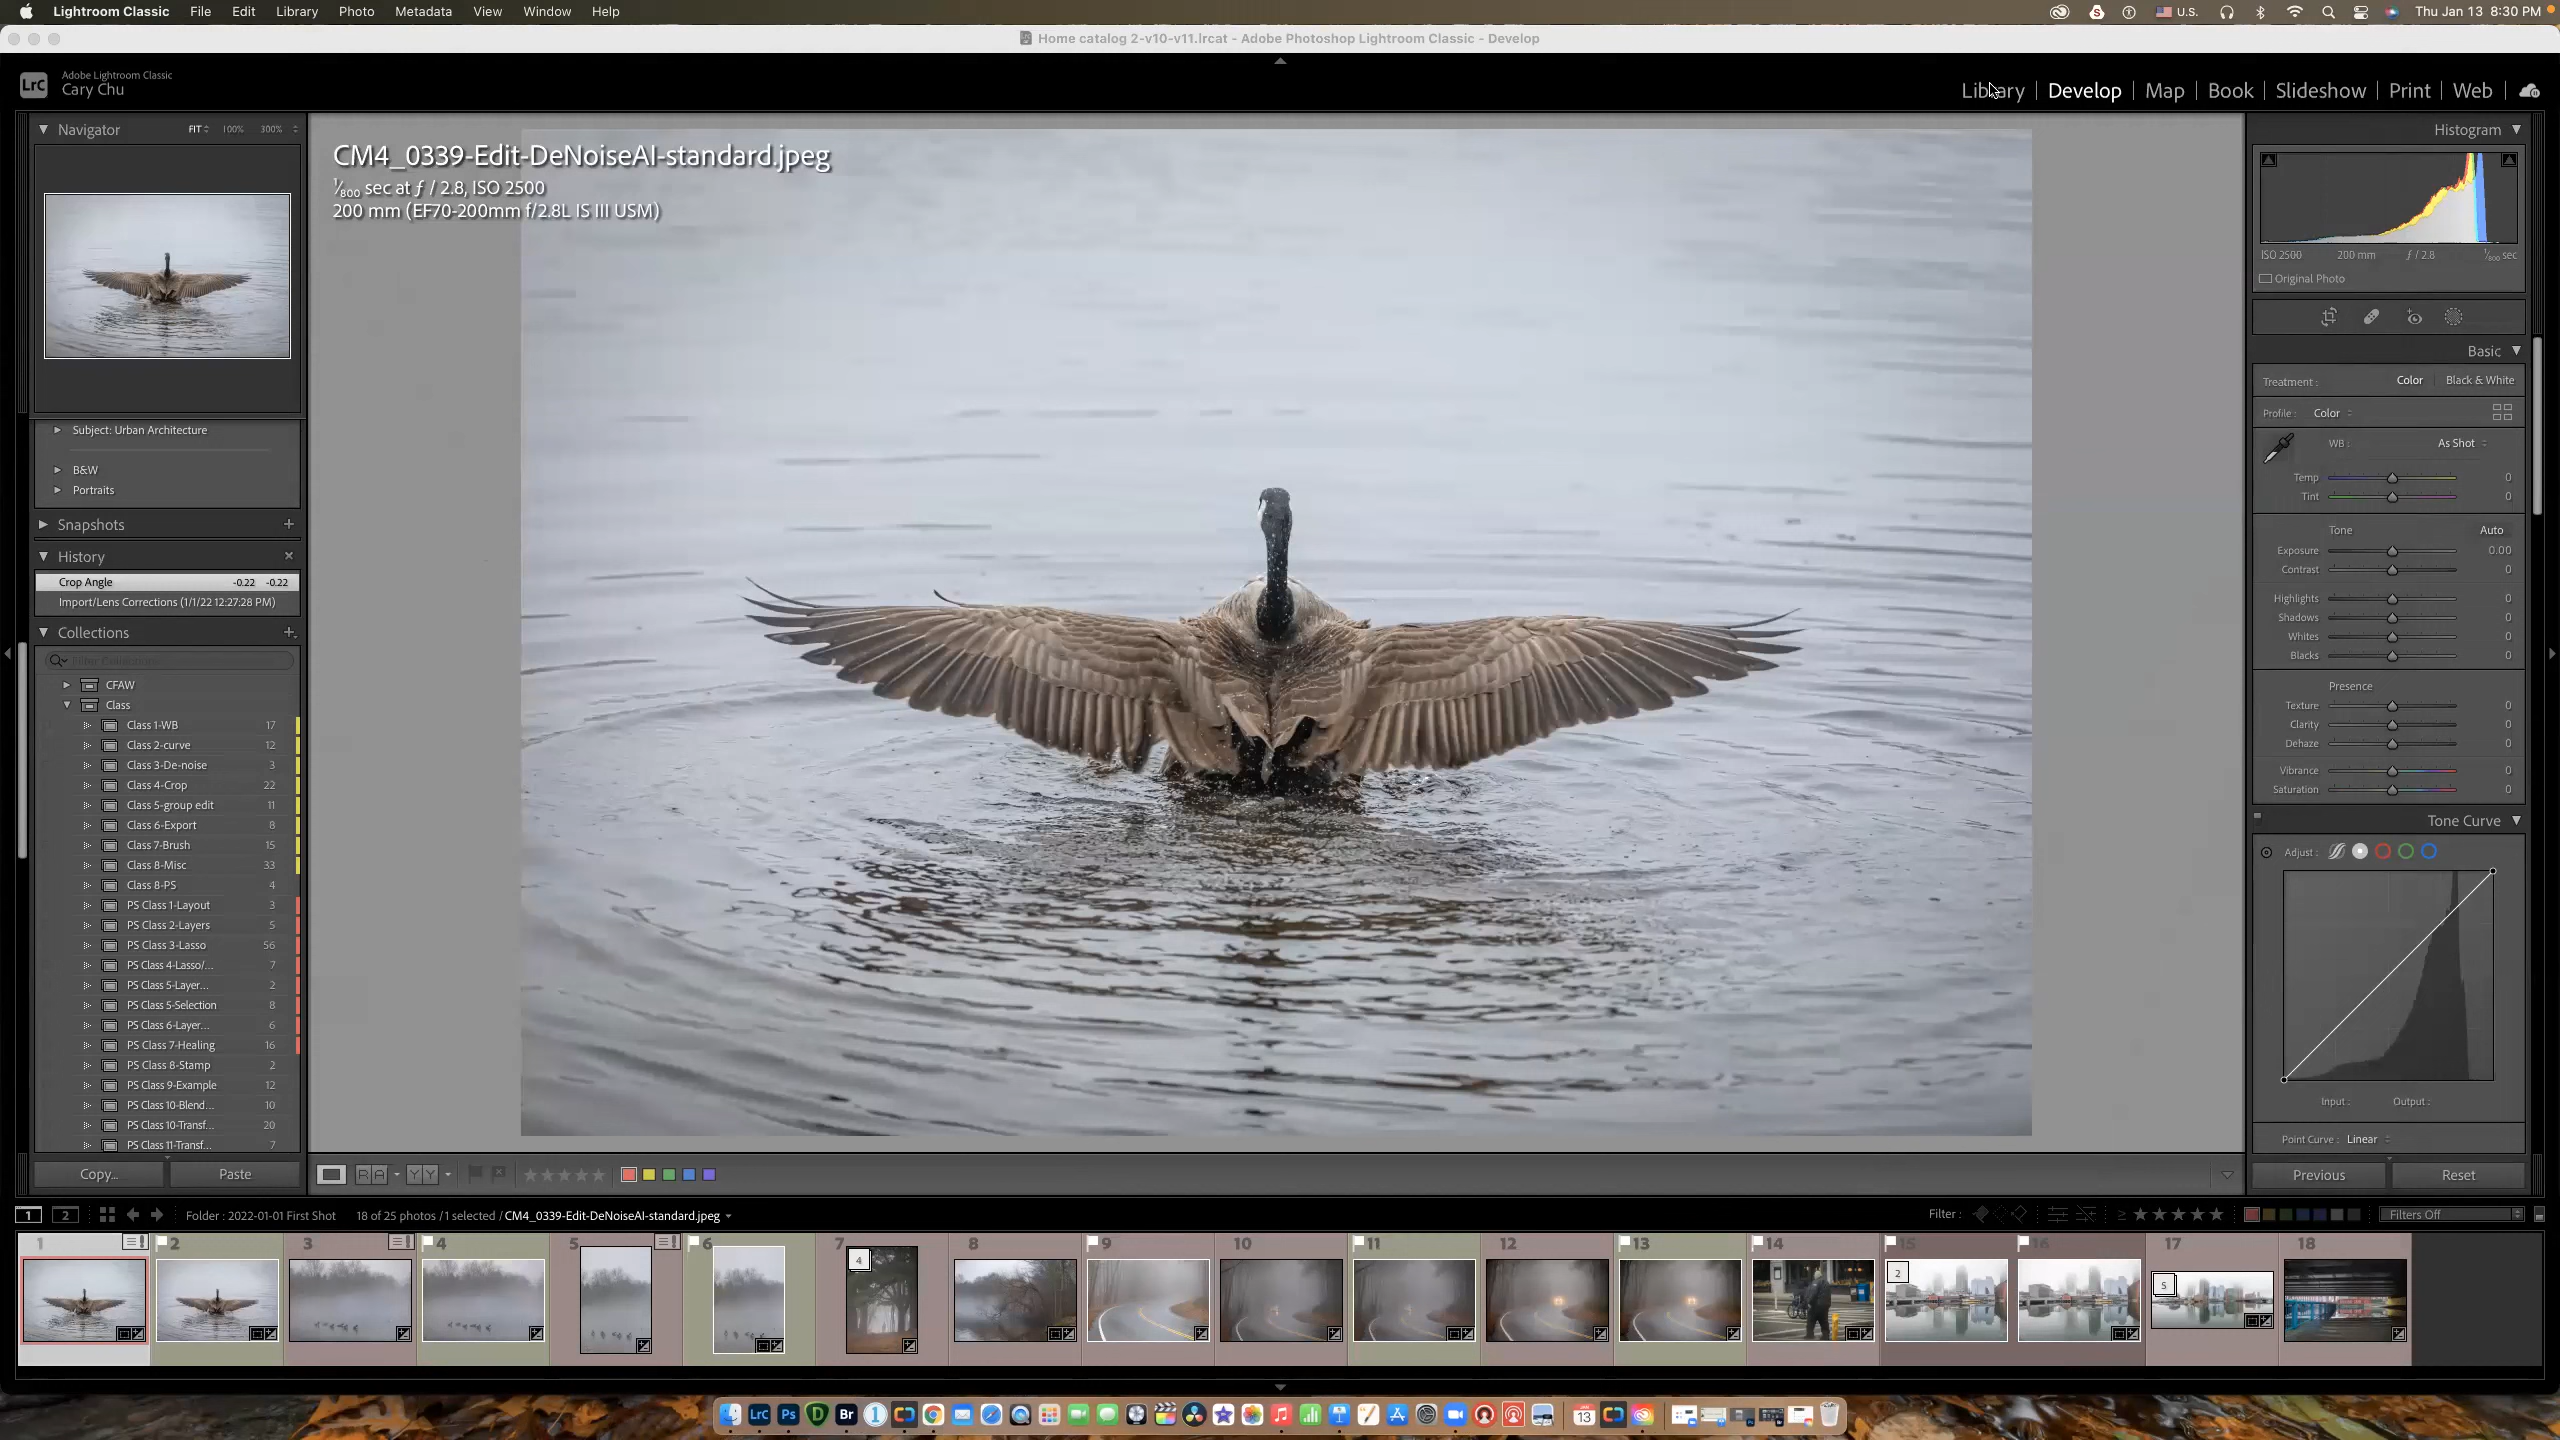 Lightroom Classic File Edit Library Photo Metadata View Window Help
U.S. Thu Jan 13 8:30 PM
Home catalog 2-v10-v11.lrcat - Adobe Photoshop Lightroom Classic - Develop
LrC
Adobe Lightroom Classic
Cary Chu
Library | Develop | Map | Book | Slideshow | Print | Web
Navigator FIT 100% 300%
Subject: Urban Architecture
B&W
Portraits
Snapshots +
History ×
Crop Angle -0.22 -0.22
Import/Lens Corrections (1/1/22 12:27:28 PM)
Collections +
Filter Collections
CFAW
Class
Class 1-WB 17
Class 2-curve 12
Class 3-De-noise 3
Class 4-Crop 22
Class 5-group edit 11
Class 6-Export 8
Class 7-Brush 15
Class 8-Misc 33
Class 8-PS 4
PS Class 1-Layout 3
PS Class 2-Layers 5
PS Class 3-Lasso 56
PS Class 4-Lasso/... 7
PS Class 5-Layer... 2
PS Class 5-Selection 8
PS Class 6-Layer... 6
PS Class 7-Healing 16
PS Class 8-Stamp 2
PS Class 9-Example 12
PS Class 10-Blend... 10
PS Class 10-Transf... 20
PS Class 11-Transf... 7
Copy... Paste
CM4_0339-Edit-DeNoiseAI-standard.jpeg
1/800 sec at ƒ / 2.8, ISO 2500
200 mm (EF70-200mm f/2.8L IS III USM)
Histogram
ISO 2500 200 mm ƒ / 2.8 1/800 sec
Original Photo
Basic
Treatment : Color Black & White
Profile : Color
WB : As Shot
Temp 0
Tint 0
Tone Auto
Exposure 0.00
Contrast 0
Highlights 0
Shadows 0
Whites 0
Blacks 0
Presence
Texture 0
Clarity 0
Dehaze 0
Vibrance 0
Saturation 0
Tone Curve
Adjust :
Input : Output :
Point Curve : Linear
Previous Reset
R A Y Y
1 2 Folder : 2022-01-01 First Shot 18 of 25 photos / 1 selected / CM4_0339-Edit-DeNoiseAI-standard.jpeg
Filter : ≥ Filters Off
1 2 3 4 5 6 7 8 9 10 11 12 13 14 15 16 17 18
4 2 5
LrC Ps Br 13